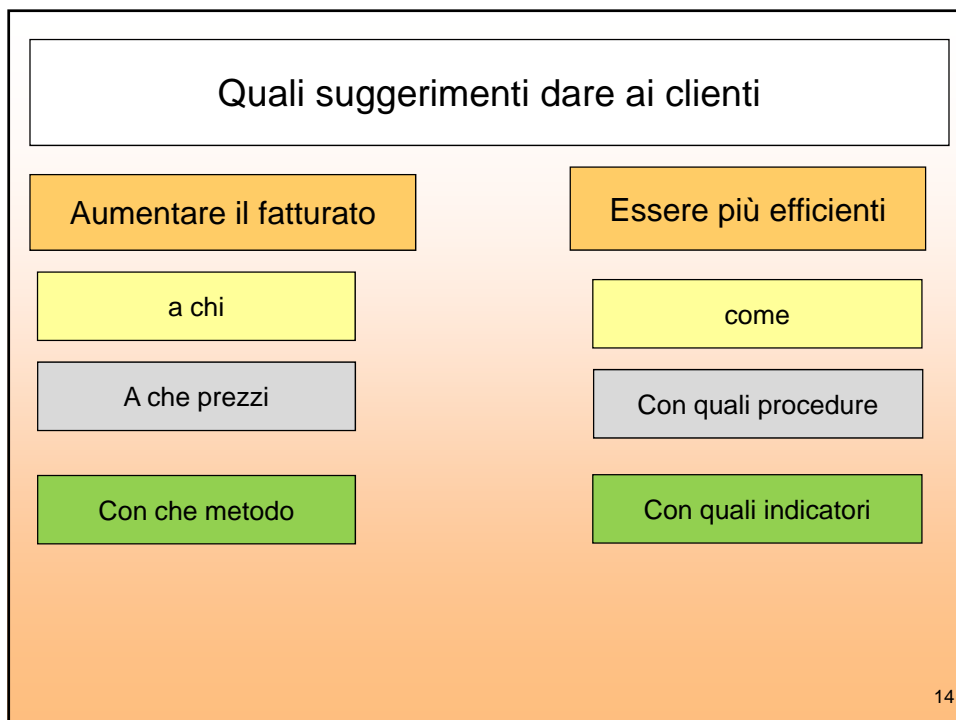 Quali suggerimenti dare ai clienti
Aumentare il fatturato
a chi
A che prezzi
Con che metodo
Essere più efficienti
come
Con quali procedure
Con quali indicatori
14